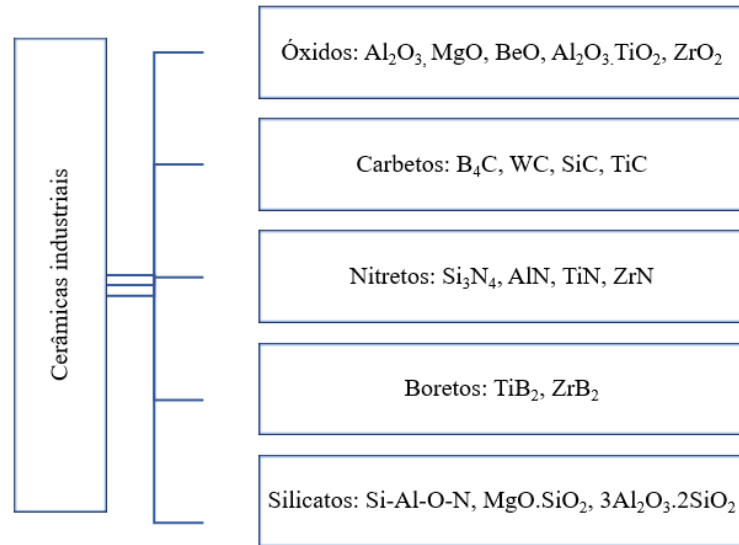 Cerâmicas industriais
Óxidos: Al₂O₃, MgO, BeO, Al₂O₃.TiO₂, ZrO₂
Carbetos: B₄C, WC, SiC, TiC
Nitretos: Si₃N₄, AlN, TiN, ZrN
Boretos: TiB₂, ZrB₂
Silicatos: Si-Al-O-N, MgO.SiO₂, 3Al₂O₃.2SiO₂